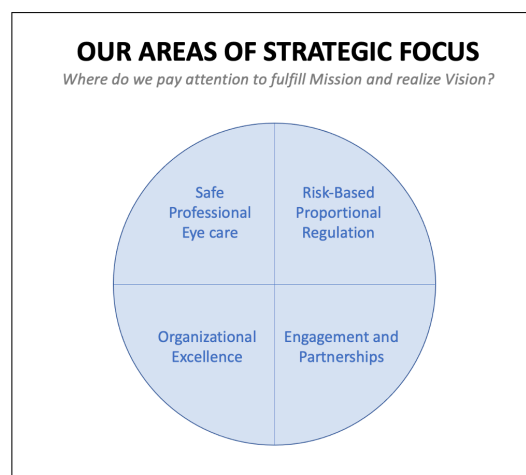 OUR AREAS OF STRATEGIC FOCUS
Where do we pay attention to fulfill Mission and realize Vision?
Safe
Professional
Eye care
Risk-Based
Proportional
Regulation
Organizational
Excellence
Engagement and
Partnerships